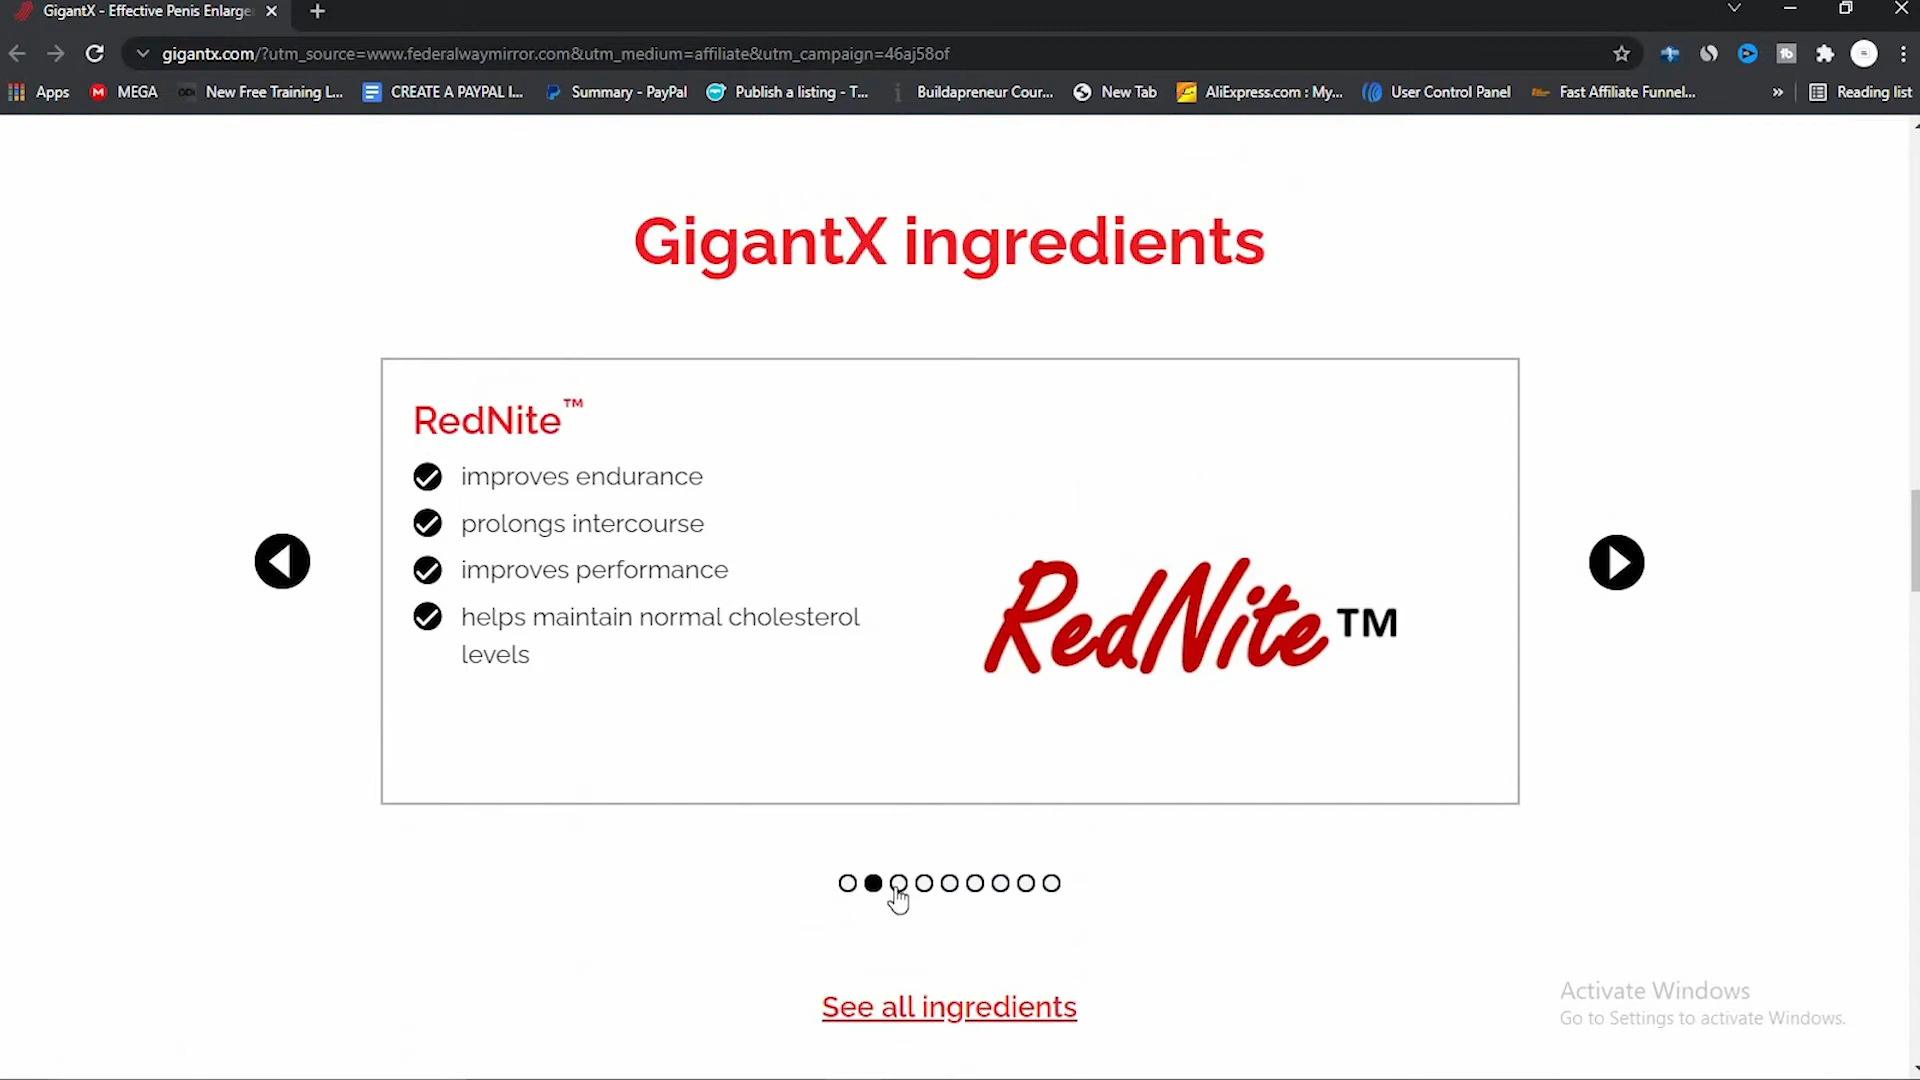 GigantX - Effective Penis Enlarge
gigantx.com/?utm_source=www.federalwaymirror.com&utm_medium=affiliate&utm_campaign=46aj58of
Apps MEGA New Free Training L... CREATE A PAYPAL I... Summary - PayPal Publish a listing - T... Buildapreneur Cour... New Tab AliExpress.com : My... User Control Panel Fast Affiliate Funnel... » Reading list
GigantX ingredients
RedNite™
improves endurance
prolongs intercourse
improves performance
helps maintain normal cholesterol
levels
RedNite™
See all ingredients
Activate Windows
Go to Settings to activate Windows.